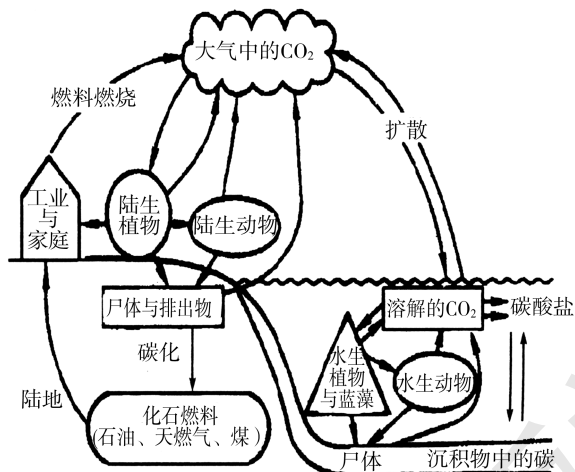 大气中的CO₂
燃料燃烧
扩散
工业
与
家庭
陆生
植物
陆生动物
尸体与排出物
溶解的CO₂
碳酸盐
碳化
水生
植物
与蓝藻
水生动物
陆地
化石燃料
(石油、天燃气、煤)
尸体
沉积物中的碳